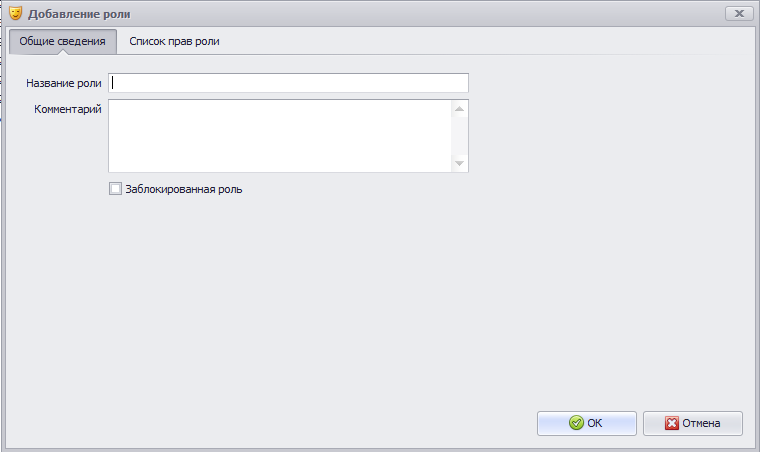 Добавление роли
Общие сведения Список прав роли
Название роли
Комментарий
Заблокированная роль
OK Отмена